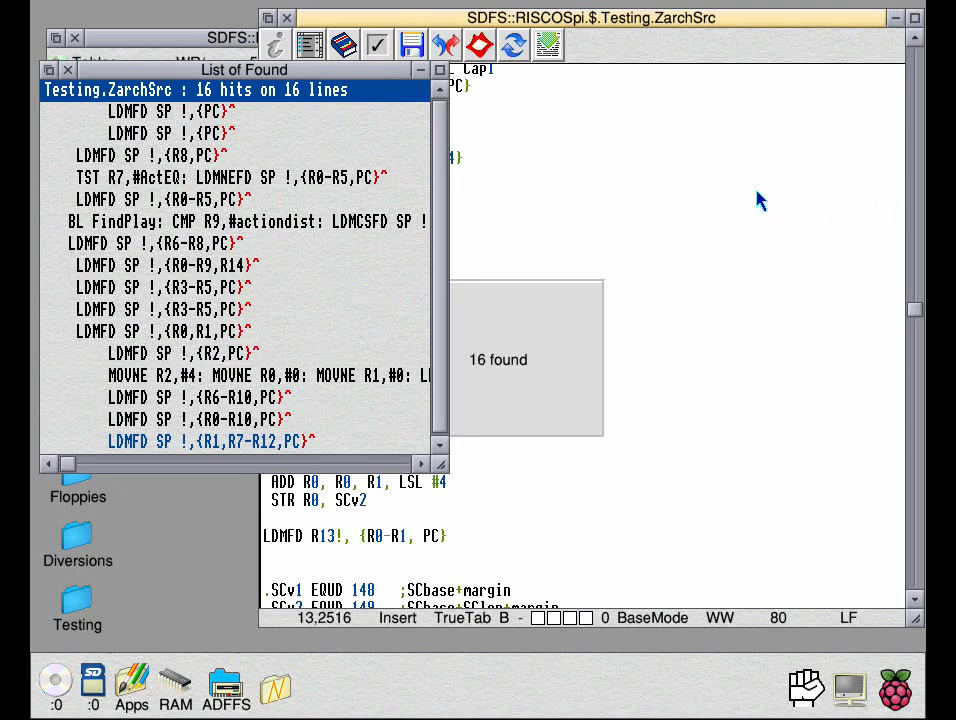 SDFS::RISCOSpi.$.Testing.ZarchSrc
SDFS::
List of Found
Testing.ZarchSrc : 16 hits on 16 lines
LDMFD SP !,{PC}^
LDMFD SP !,{PC}^
LDMFD SP !,{R8,PC}^
TST R7,#ActEQ: LDMNEFD SP !,{R0-R5,PC}^
LDMFD SP !,{R0-R5,PC}^
BL FindPlay: CMP R9,#actiondist: LDMCSFD SP !
LDMFD SP !,{R6-R8,PC}^
LDMFD SP !,{R0-R9,R14}^
LDMFD SP !,{R3-R5,PC}^
LDMFD SP !,{R3-R5,PC}^
LDMFD SP !,{R0,R1,PC}^
LDMFD SP !,{R2,PC}^
MOVNE R2,#4: MOVNE R0,#0: MOVNE R1,#0: L
LDMFD SP !,{R6-R10,PC}^
LDMFD SP !,{R0-R10,PC}^
LDMFD SP !,{R1,R7-R12,PC}^
Cap1
PC}
4}
16 found
ADD R0, R0, R1, LSL #4
STR R0, SCv2
LDMFD R13!, {R0-R1, PC}
.SCv1 EQUD 148 ;SCbase+margin
13,2516 Insert TrueTab B - 0 BaseMode WW 80 LF
Floppies
Diversions
Testing
SD
:0 :0 Apps RAM ADFFS